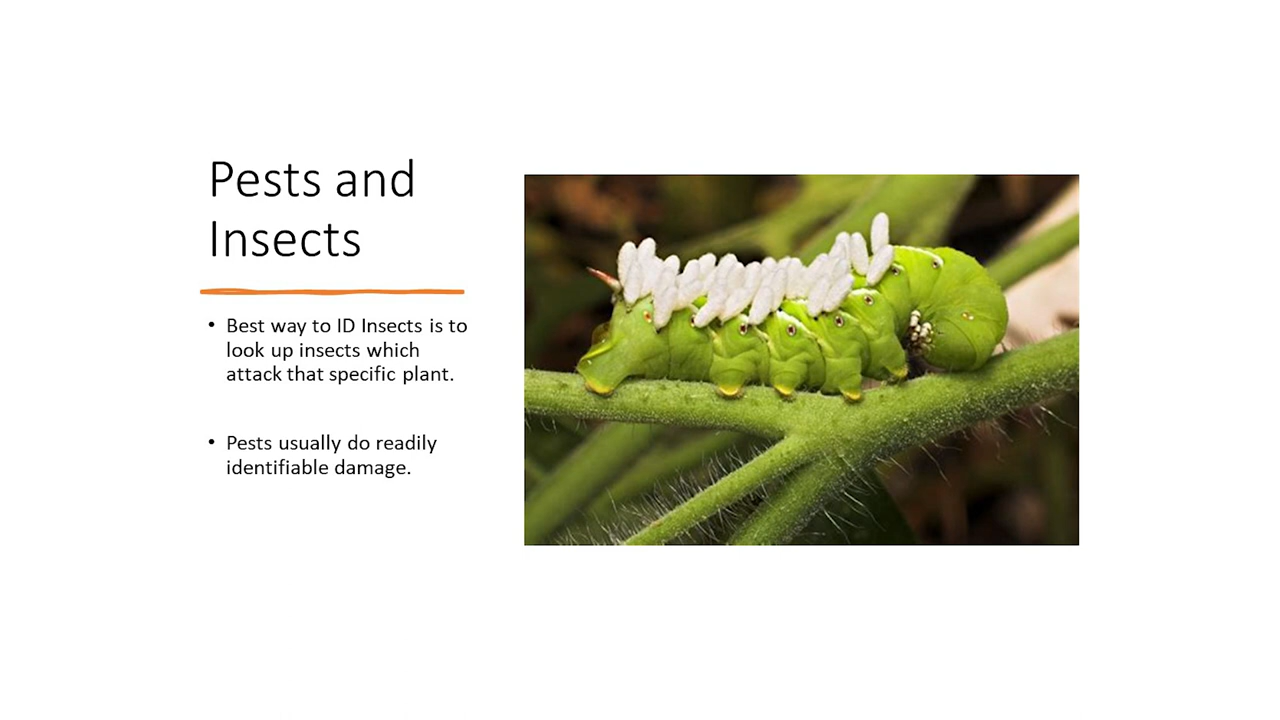 Pests and
Insects
• Best way to ID Insects is to
look up insects which
attack that specific plant.
• Pests usually do readily
identifiable damage.